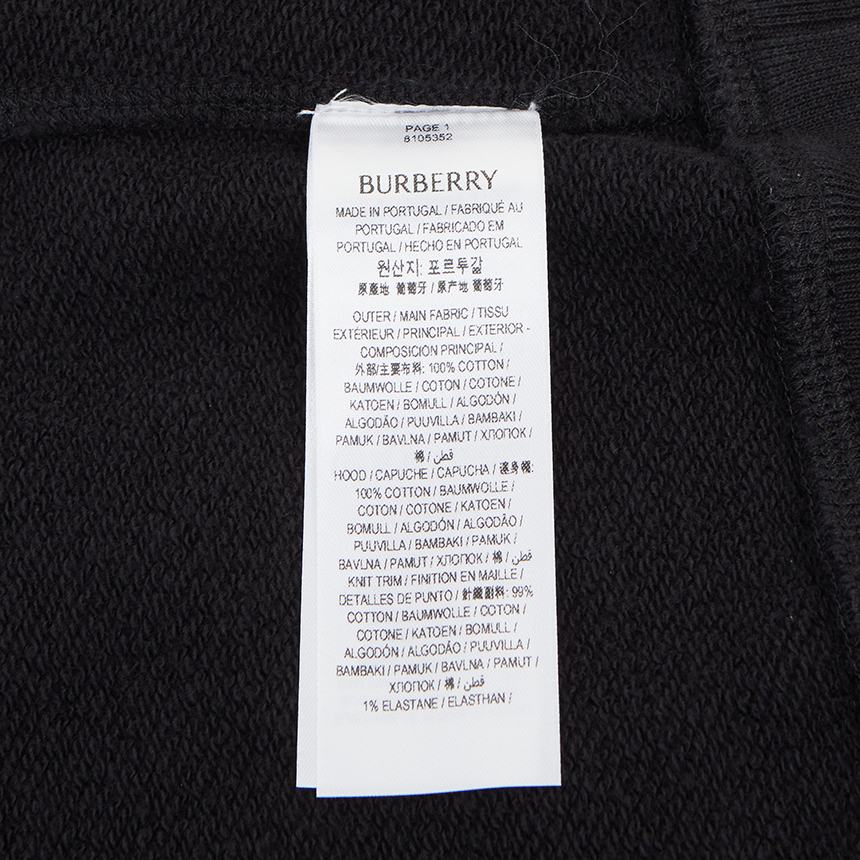 PAGE 1
8105352
BURBERRY
MADE IN PORTUGAL / FABRIQUÉ AU
PORTUGAL / FABRICADO EM
PORTUGAL / HECHO EN PORTUGAL
원산지: 포르투갈
原產地 葡萄牙 / 原产地 葡萄牙
OUTER / MAIN FABRIC / TISSU
EXTÉRIEUR / PRINCIPAL / EXTERIOR -
COMPOSICION PRINCIPAL /
外部/主要布料: 100% COTTON /
BAUMWOLLE / COTON / COTONE /
KATOEN / BOMULL / ALGODÓN /
ALGODÃO / PUUVILLA / BAMBAKI /
PAMUK / BAVLNA / PAMUT / ХЛОПОК /
棉 / قطن /
HOOD / CAPUCHE / CAPUCHA / 連身帽:
100% COTTON / BAUMWOLLE /
COTON / COTONE / KATOEN /
BOMULL / ALGODÓN / ALGODÃO /
PUUVILLA / BAMBAKI / PAMUK /
BAVLNA / PAMUT / ХЛОПОК / 棉 / قطن /
KNIT TRIM / FINITION EN MAILLE /
DETALLES DE PUNTO / 針織副料: 99%
COTTON / BAUMWOLLE / COTON /
COTONE / KATOEN / BOMULL /
ALGODÓN / ALGODÃO / PUUVILLA /
BAMBAKI / PAMUK / BAVLNA / PAMUT /
ХЛОПОК / 棉 / قطن /
1% ELASTANE / ELASTHAN /